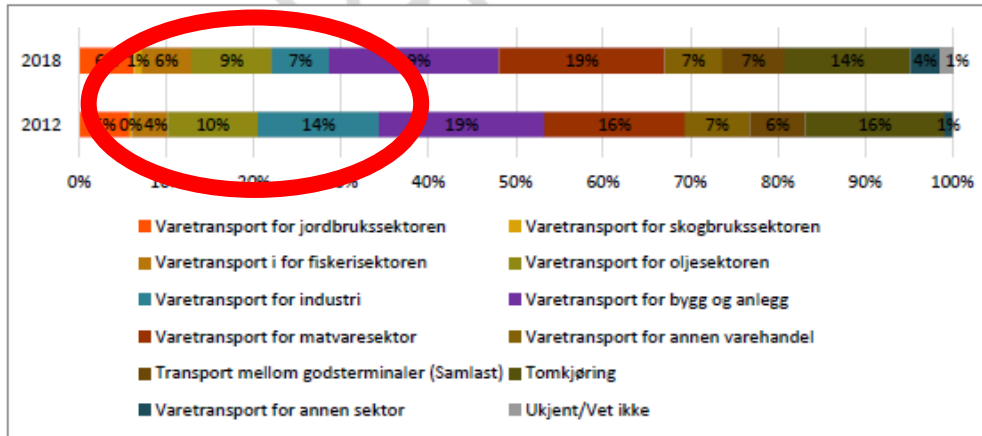 2018 6% 1% 6% 9% 7% 9% 19% 7% 7% 14% 4% 1%
2012 % 0% 4% 10% 14% 19% 16% 7% 6% 16% 1%
0% 20% 40% 50% 60% 70% 80% 90% 100%
Varetransport for jordbrukssektoren Varetransport for skogbrukssektoren
Varetransport i for fiskerisektoren Varetransport for oljesektoren
Varetransport for industri Varetransport for bygg og anlegg
Varetransport for matvaresektor Varetransport for annen varehandel
Transport mellom godsterminaler (Samlast) Tomkjøring
Varetransport for annen sektor Ukjent/Vet ikke